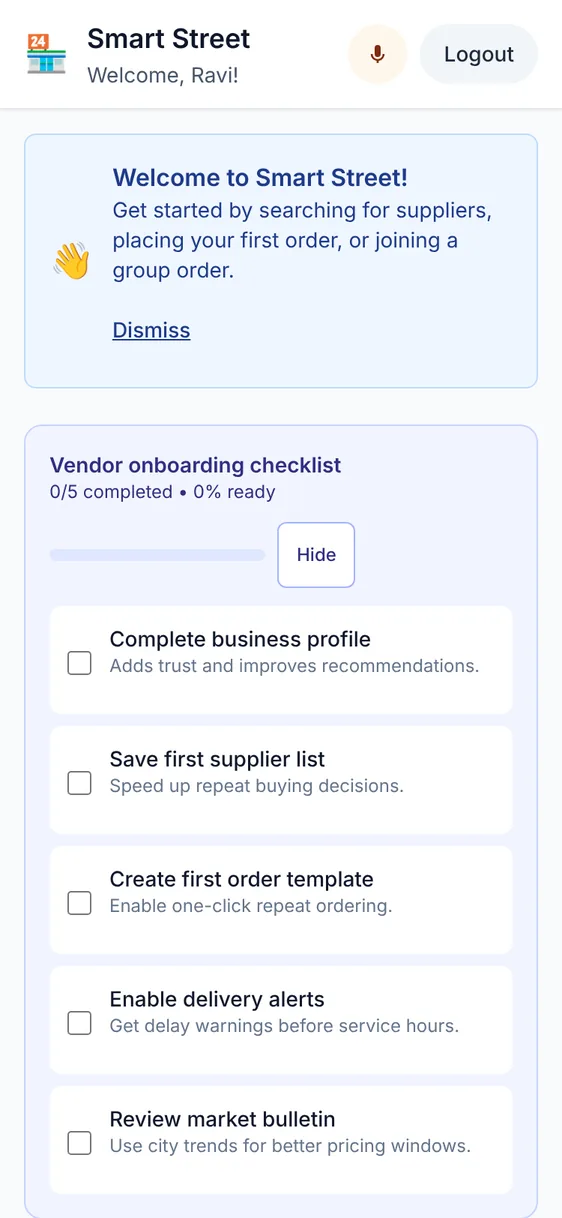 24
Smart Street
Welcome, Ravi!
Logout
Welcome to Smart Street!
Get started by searching for suppliers,
placing your first order, or joining a
group order.
Dismiss
Vendor onboarding checklist
0/5 completed • 0% ready
Hide
Complete business profile
Adds trust and improves recommendations.
Save first supplier list
Speed up repeat buying decisions.
Create first order template
Enable one-click repeat ordering.
Enable delivery alerts
Get delay warnings before service hours.
Review market bulletin
Use city trends for better pricing windows.